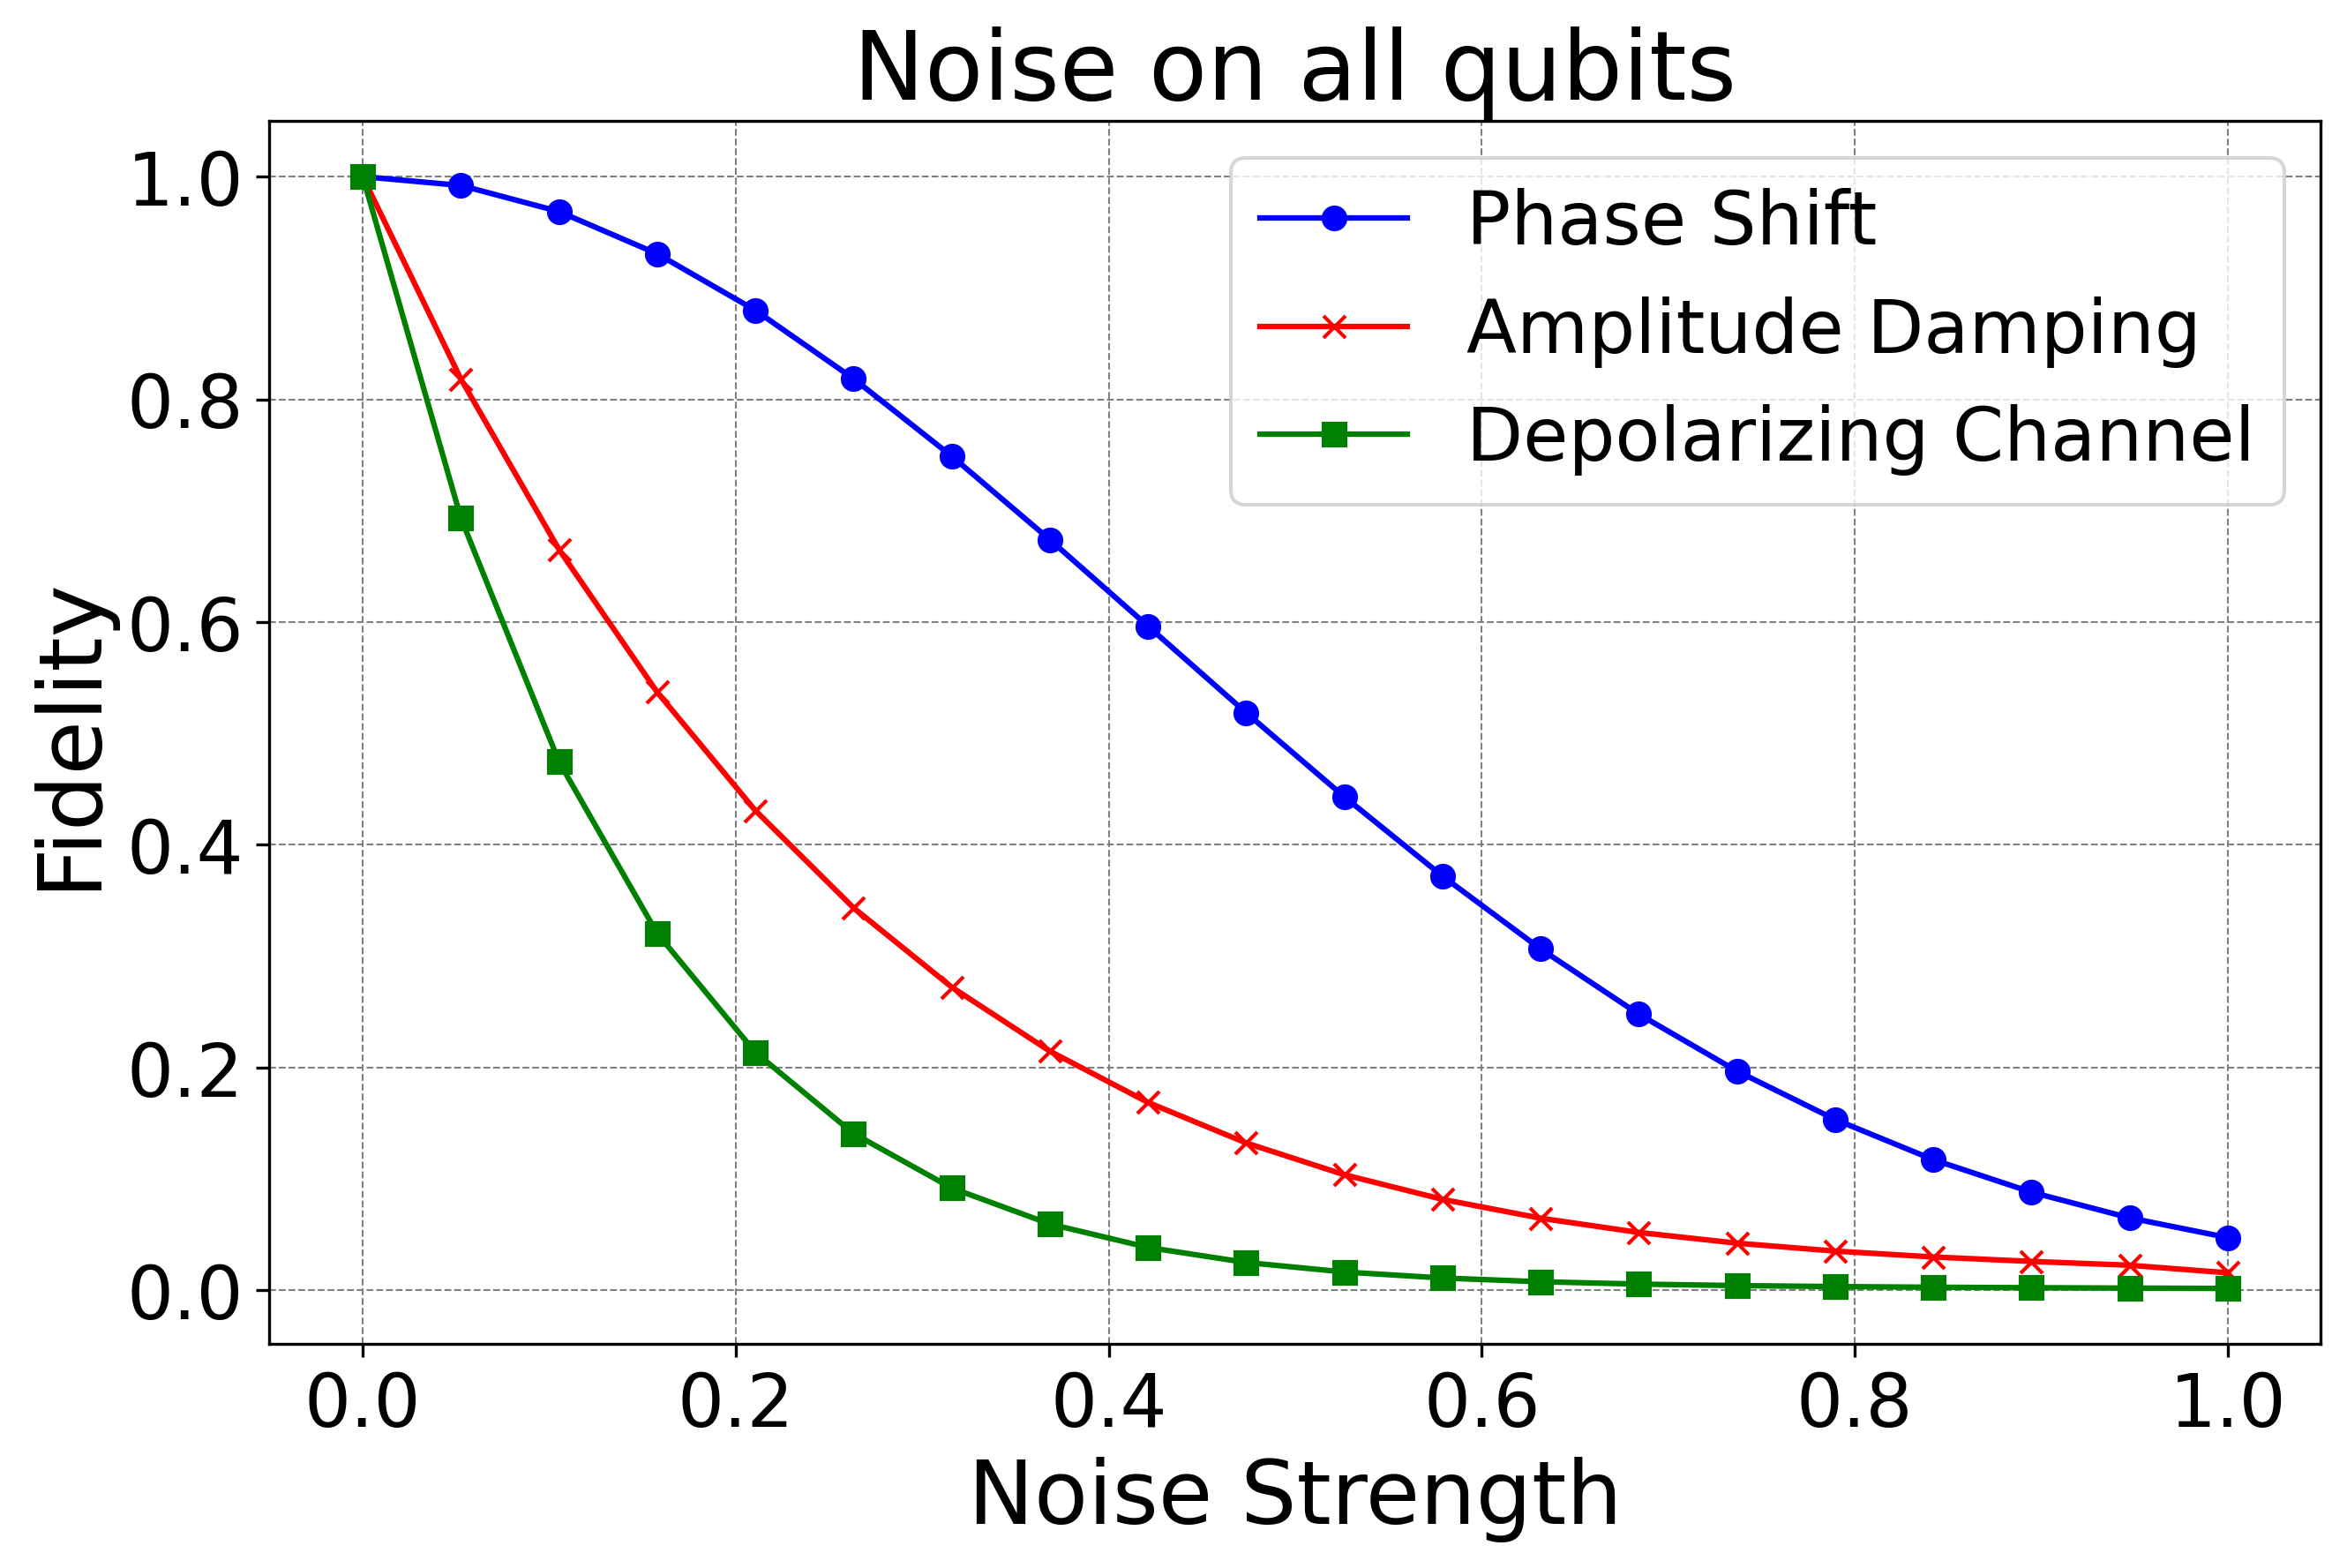 Noise on all qubits
Phase Shift
Amplitude Damping
Depolarizing Channel
Fidelity
1.0
0.8
0.6
0.4
0.2
0.0
0.0 0.2 0.4 0.6 0.8 1.0
Noise Strength